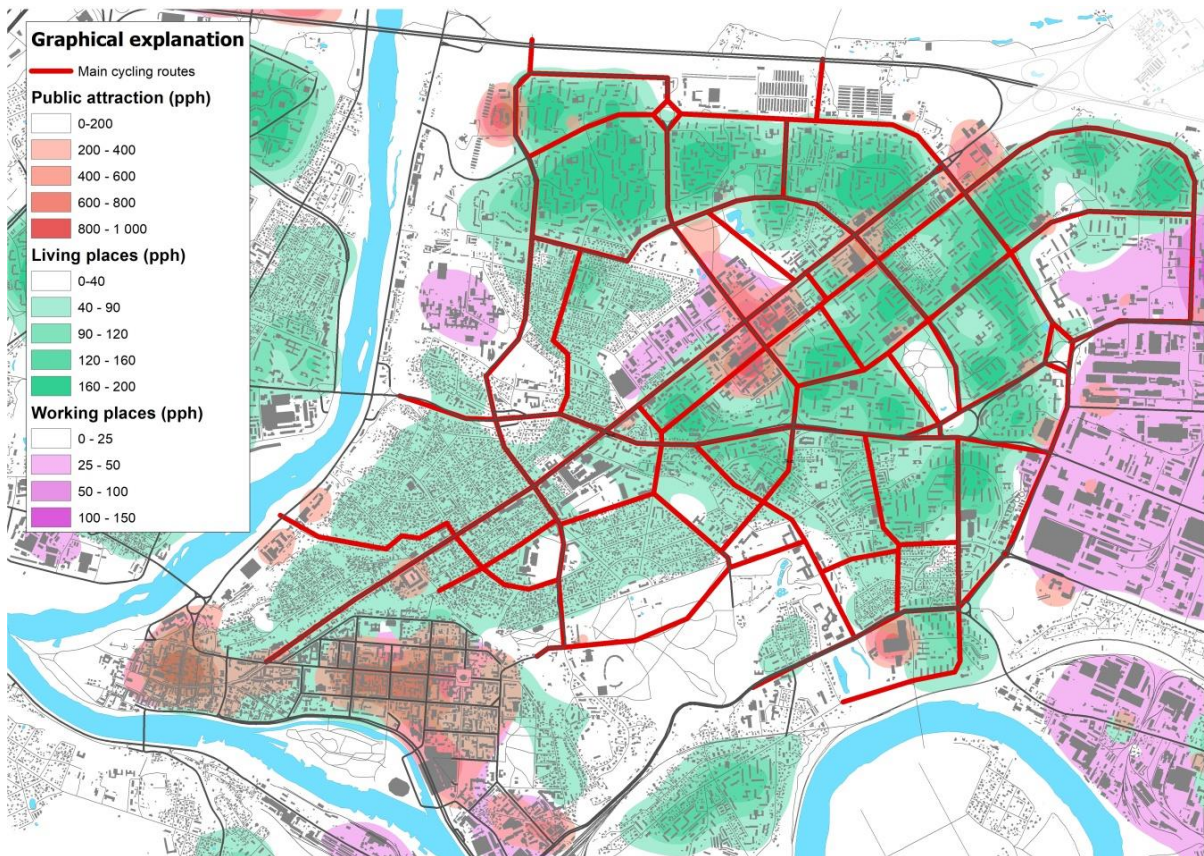 Graphical explanation
Main cycling routes
Public attraction (pph)
0-200
200 - 400
400 - 600
600 - 800
800 - 1 000
Living places (pph)
0-40
40 - 90
90 - 120
120 - 160
160 - 200
Working places (pph)
0 - 25
25 - 50
50 - 100
100 - 150